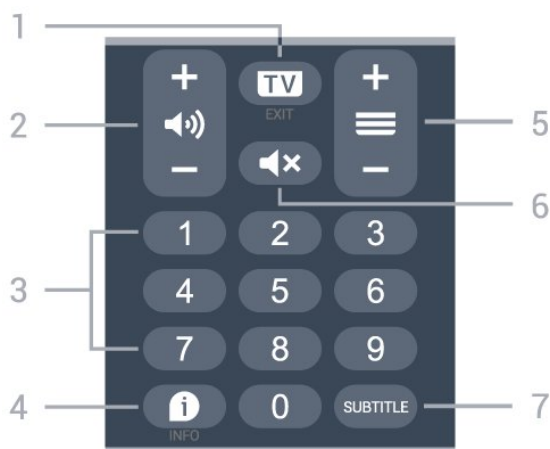 1
+ TV +
EXIT
2
5
- -
6
1 2 3
3
4 5 6
7 8 9
4
i 0 SUBTITLE
7
INFO